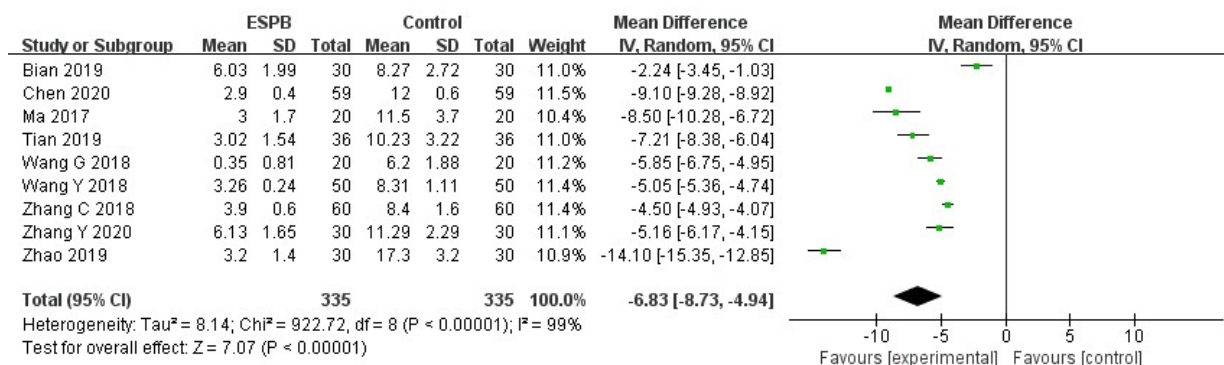 ESPB Control Mean Difference Mean Difference
Study or Subgroup Mean SD Total Mean SD Total Weight IV, Random, 95% CI IV, Random, 95% CI
Bian 2019 6.03 1.99 30 8.27 2.72 30 11.0% -2.24 [-3.45, -1.03]
Chen 2020 2.9 0.4 59 12 0.6 59 11.5% -9.10 [-9.28, -8.92]
Ma 2017 3 1.7 20 11.5 3.7 20 10.4% -8.50 [-10.28, -6.72]
Tian 2019 3.02 1.54 36 10.23 3.22 36 11.0% -7.21 [-8.38, -6.04]
Wang G 2018 0.35 0.81 20 6.2 1.88 20 11.2% -5.85 [-6.75, -4.95]
Wang Y 2018 3.26 0.24 50 8.31 1.11 50 11.4% -5.05 [-5.36, -4.74]
Zhang C 2018 3.9 0.6 60 8.4 1.6 60 11.4% -4.50 [-4.93, -4.07]
Zhang Y 2020 6.13 1.65 30 11.29 2.29 30 11.1% -5.16 [-6.17, -4.15]
Zhao 2019 3.2 1.4 30 17.3 3.2 30 10.9% -14.10 [-15.35, -12.85]
Total (95% CI) 335 335 100.0% -6.83 [-8.73, -4.94]
Heterogeneity: Tau² = 8.14; Chi² = 922.72, df = 8 (P < 0.00001); I² = 99%
Test for overall effect: Z = 7.07 (P < 0.00001)
-10 -5 0 5 10
Favours [experimental] Favours [control]